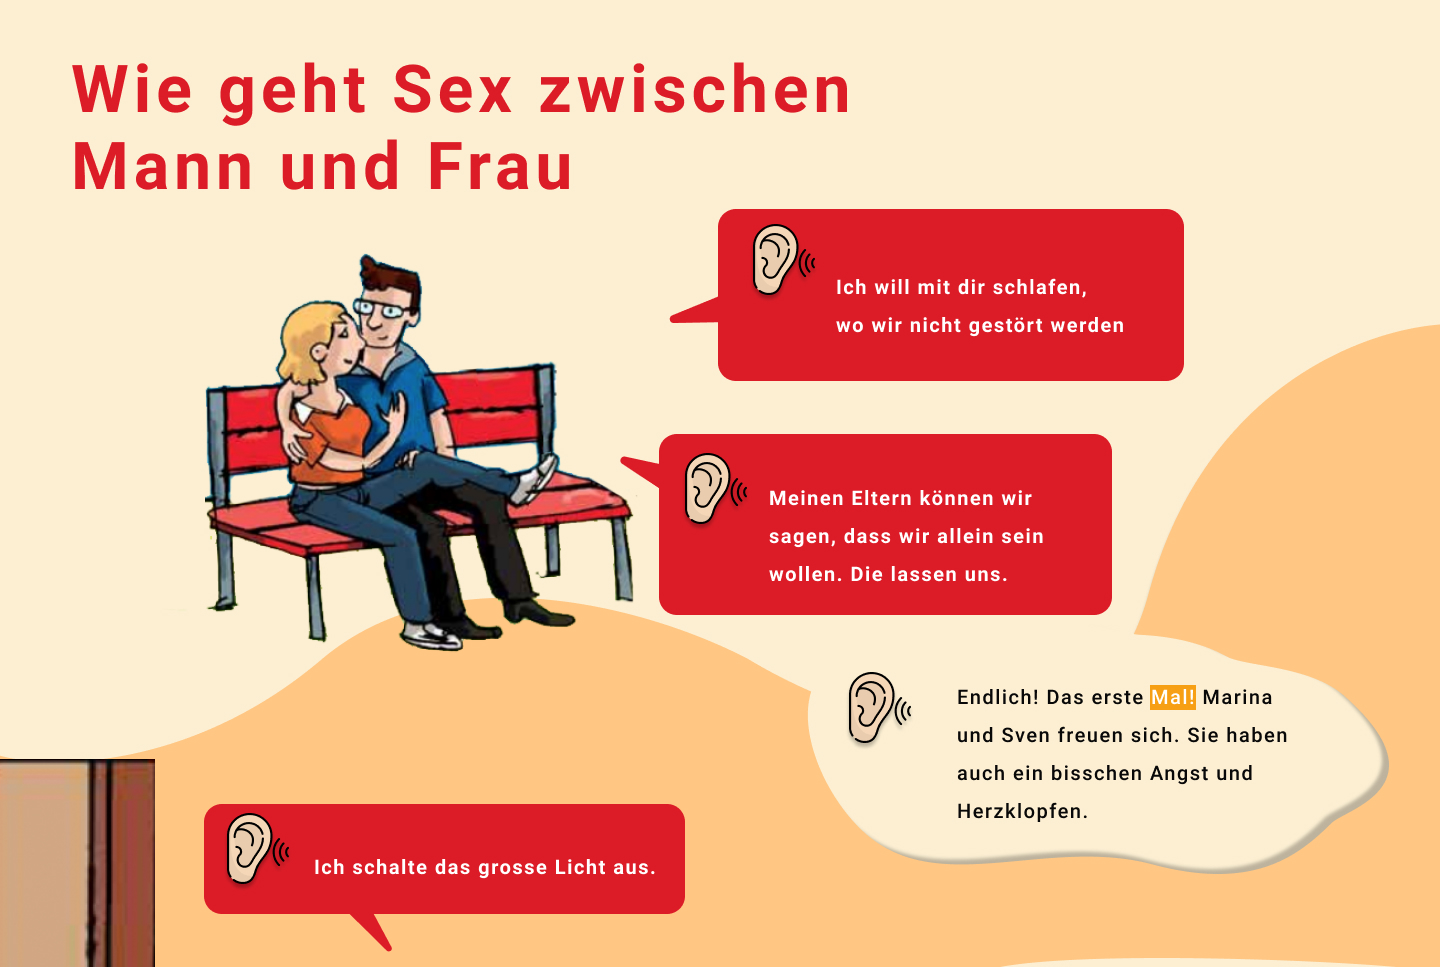 Wie geht Sex zwischen
Mann und Frau
Ich will mit dir schlafen,
wo wir nicht gestört werden
Meinen Eltern können wir
sagen, dass wir allein sein
wollen. Die lassen uns.
Endlich! Das erste Mal! Marina
und Sven freuen sich. Sie haben
auch ein bisschen Angst und
Herzklopfen.
Ich schalte das grosse Licht aus.